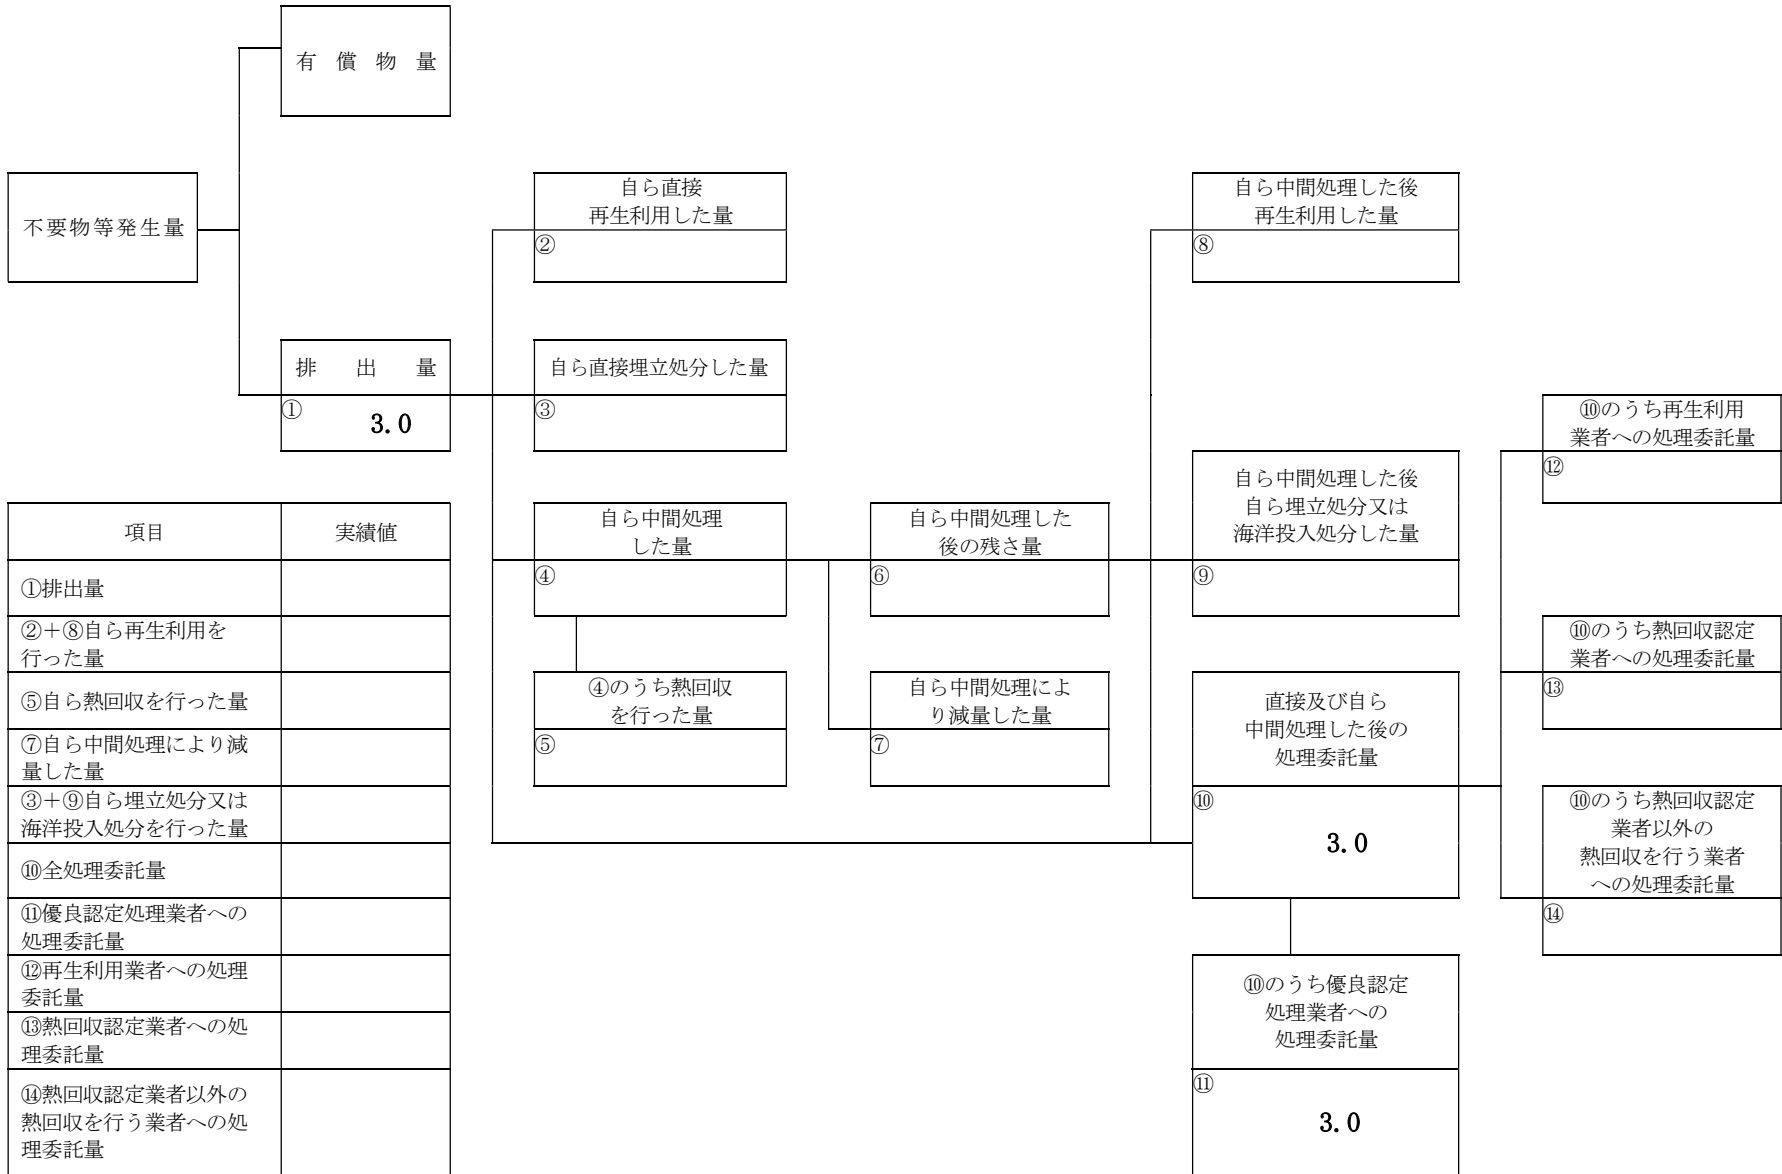 有償物量
不要物等発生量
自ら直接
再生利用した量
②
自ら中間処理した後
再生利用した量
⑧
排出量
① 3.0
自ら直接埋立処分した量
③
⑩のうち再生利用
業者への処理委託量
⑫
自ら中間処理
した量
④
自ら中間処理した
後の残さ量
⑥
自ら中間処理した後
自ら埋立処分又は
海洋投入処分した量
⑨
⑩のうち熱回収認定
業者への処理委託量
⑬
④のうち熱回収
を行った量
⑤
自ら中間処理によ
り減量した量
⑦
直接及び自ら
中間処理した後の
処理委託量
⑩
3.0
⑩のうち熱回収認定
業者以外の
熱回収を行う業者
への処理委託量
⑭
⑩のうち優良認定
処理業者への
処理委託量
⑪
3.0
項目 実績値
①排出量
②+⑧自ら再生利用を
行った量
⑤自ら熱回収を行った量
⑦自ら中間処理により減
量した量
③+⑨自ら埋立処分又は
海洋投入処分を行った量
⑩全処理委託量
⑪優良認定処理業者への
処理委託量
⑫再生利用業者への処理
委託量
⑬熱回収認定業者への処
理委託量
⑭熱回収認定業者以外の
熱回収を行う業者への処
理委託量